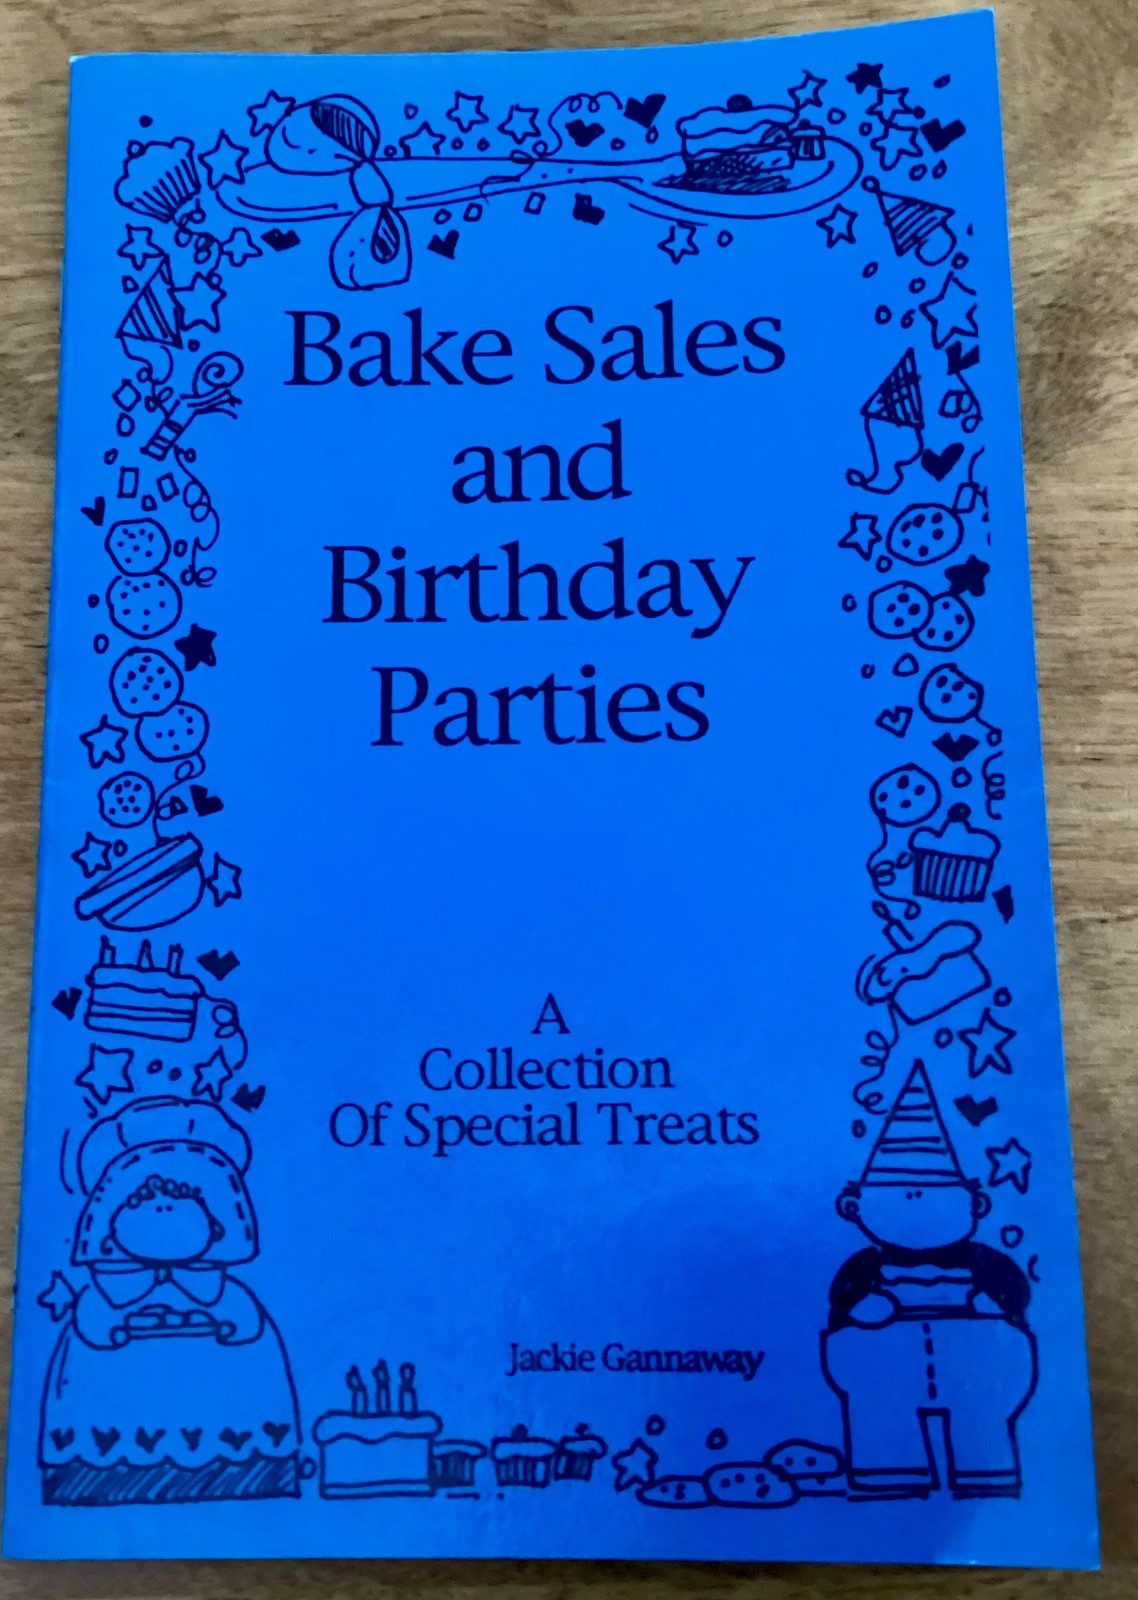 Bake Sales
and
Birthday
Parties
A
Collection
Of Special Treats
Jackie Gannaway